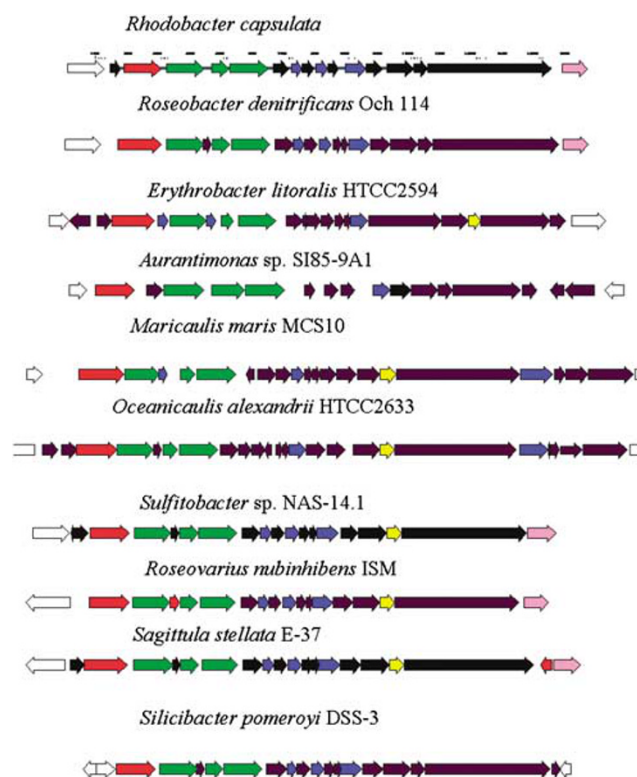 Rhodobacter capsulata
Roseobacter denitrificans Och 114
Erythrobacter litoralis HTCC2594
Aurantimonas sp. SI85-9A1
Maricaulis maris MCS10
Oceanicaulis alexandrii HTCC2633
Sulfitobacter sp. NAS-14.1
Roseovarius nubinhibens ISM
Sagittula stellata E-37
Silicibacter pomeroyi DSS-3